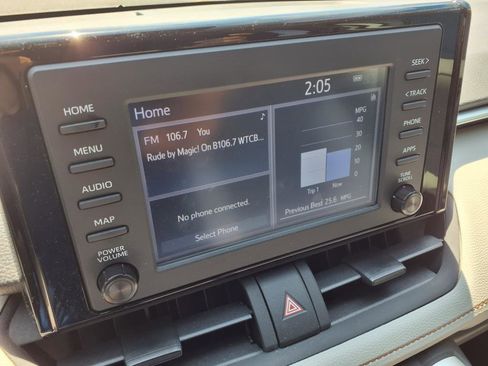 HOME
MENU
AUDIO
MAP
POWER
VOLUME
2:05
Home
FM 106.7 You
Rude by Magic! On B106.7 WTCB...
No phone connected.
Select Phone
MPG
40
30
20
10
0
Trip 1 Now
Previous Best 25.6 MPG
SEEK >
< TRACK
PHONE
APPS
TUNE
SCROLL